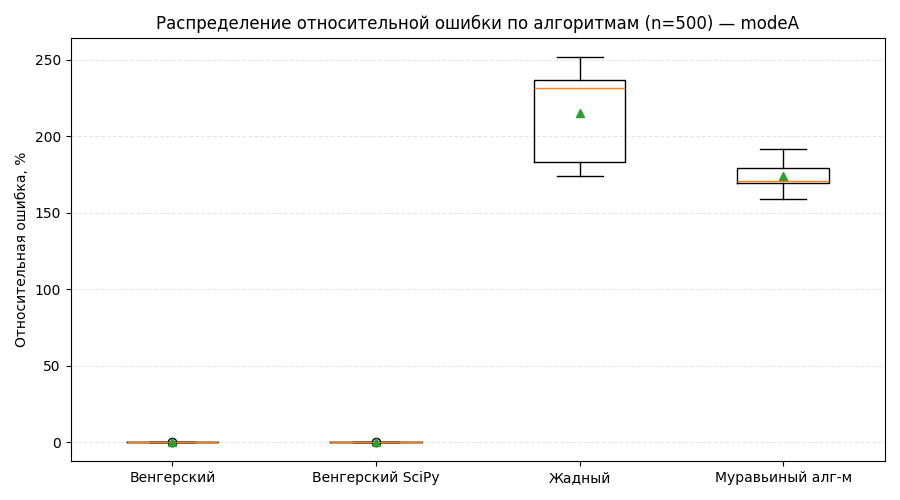 Распределение относительной ошибки по алгоритмам (n=500) — modeA
Относительная ошибка, %
250
200
150
100
50
0
Венгерский
Венгерский SciPy
Жадный
Муравьиный алг-м